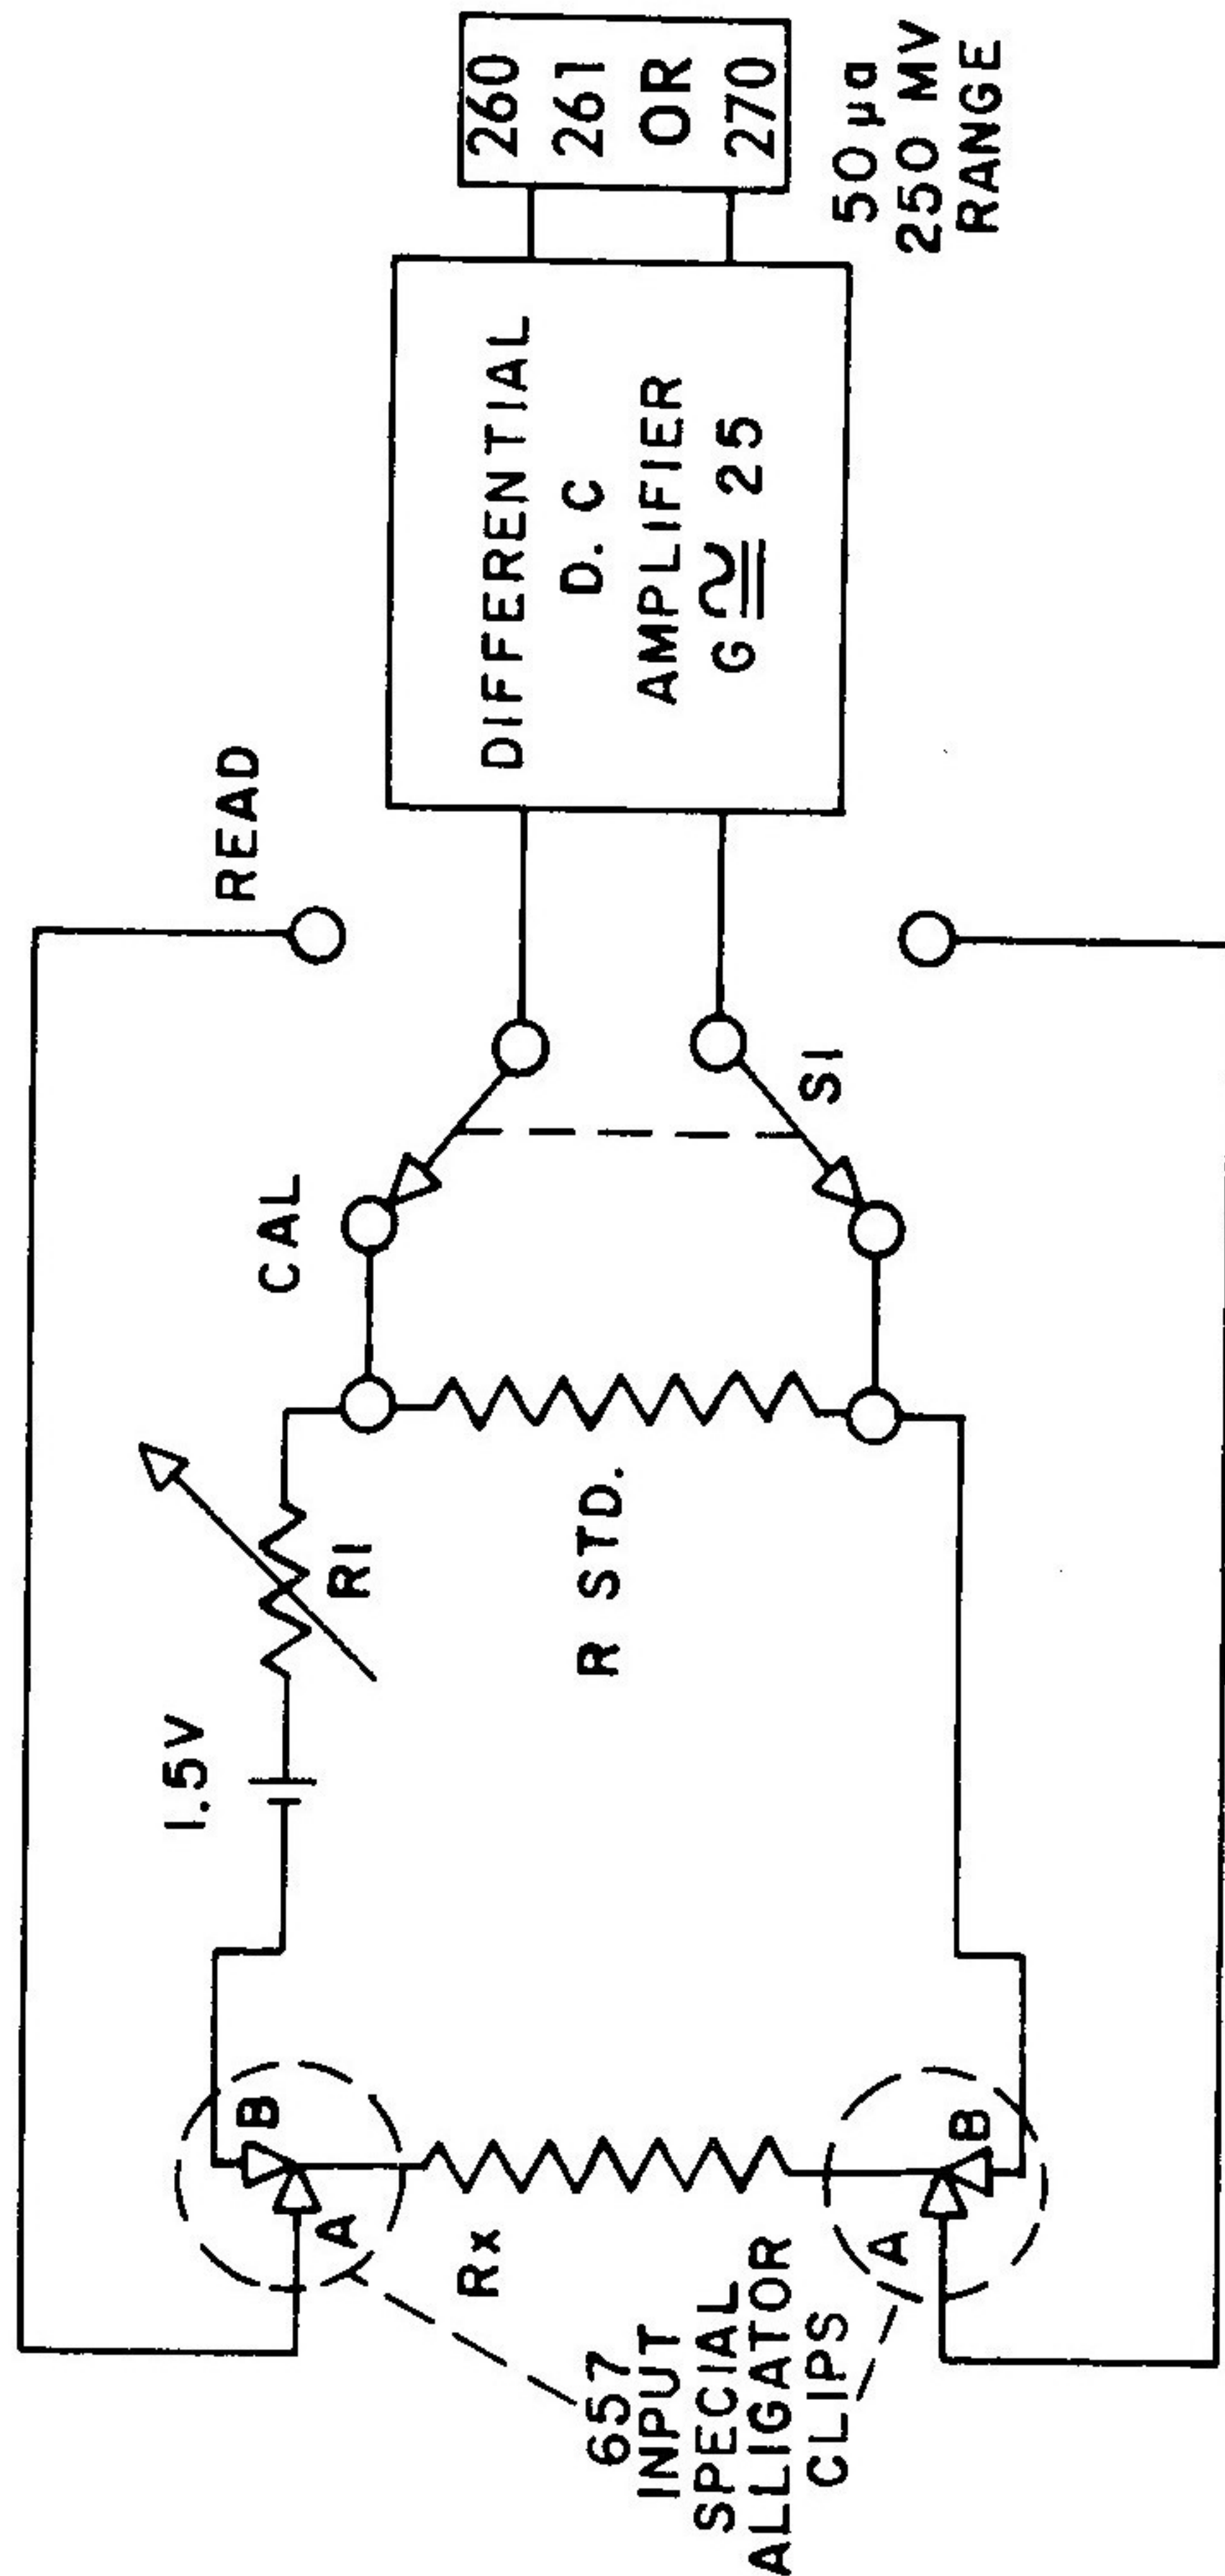 657
INPUT
SPECIAL
ALLIGATOR
CLIPS
A
B
Rx
A
B
1.5V
R1
R STD.
CAL
READ
S1
DIFFERENTIAL
D.C
AMPLIFIER
G ≅ 25
260
261
OR
270
50 µa
250 MV
RANGE